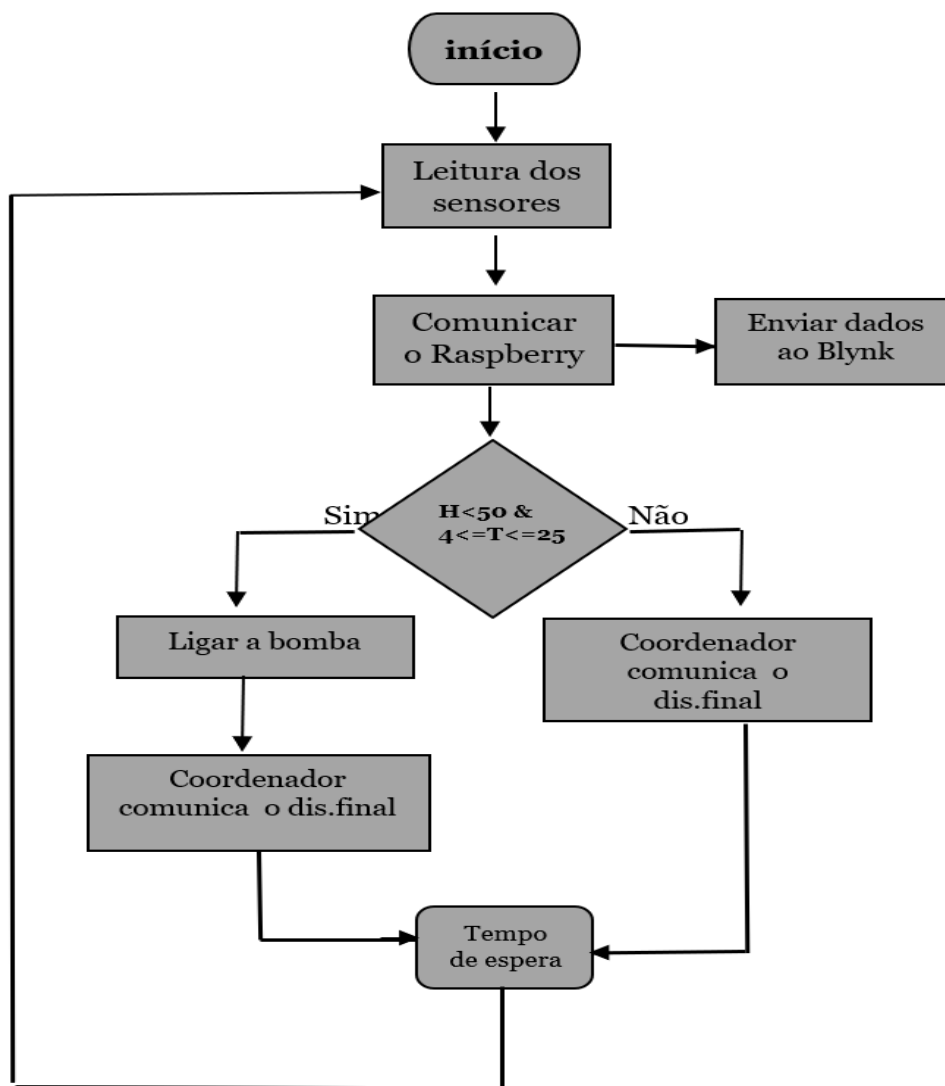 início
Leitura dos
sensores
Comunicar
o Raspberry
Enviar dados
ao Blynk
Sim
H<50 &
4<=T<=25
Não
Ligar a bomba
Coordenador
comunica o
dis.final
Coordenador
comunica o dis.final
Tempo
de espera